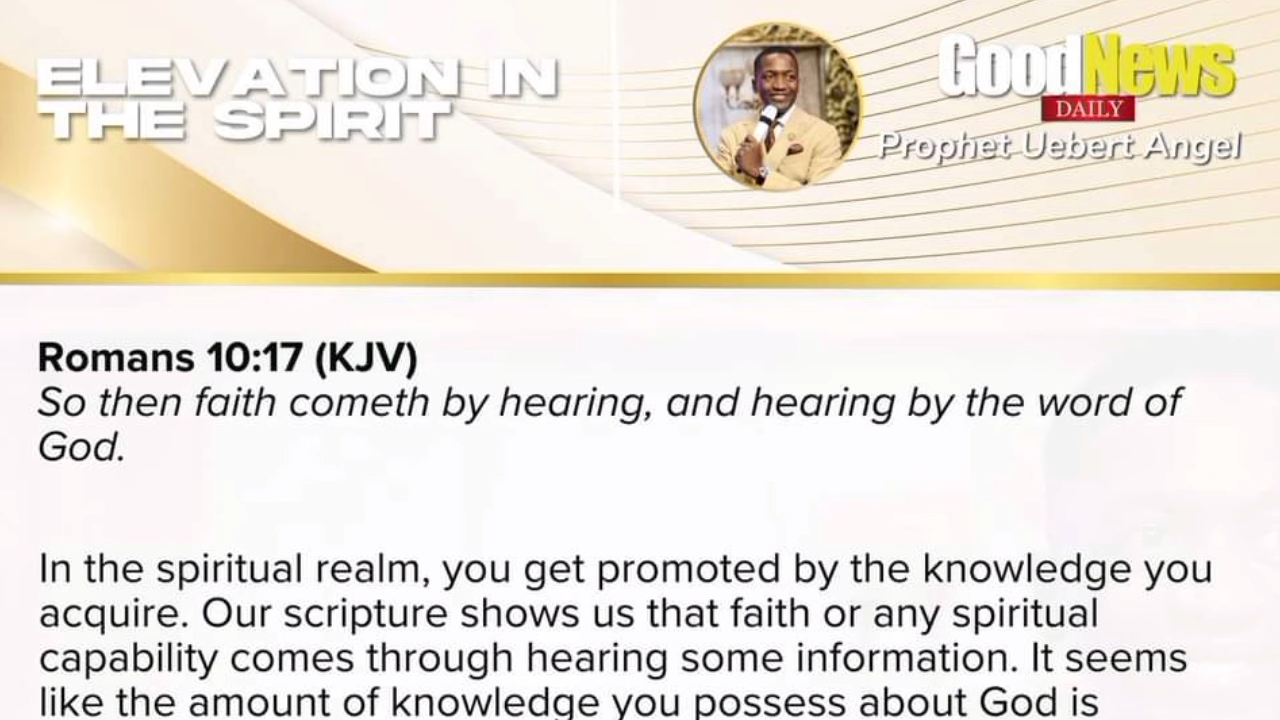 ELEVATION IN
THE SPIRIT
GoodNews
DAILY
Prophet Uebert Angel
Romans 10:17 (KJV)
So then faith cometh by hearing, and hearing by the word of
God.
In the spiritual realm, you get promoted by the knowledge you
acquire. Our scripture shows us that faith or any spiritual
capability comes through hearing some information. It seems
like the amount of knowledge you possess about God is